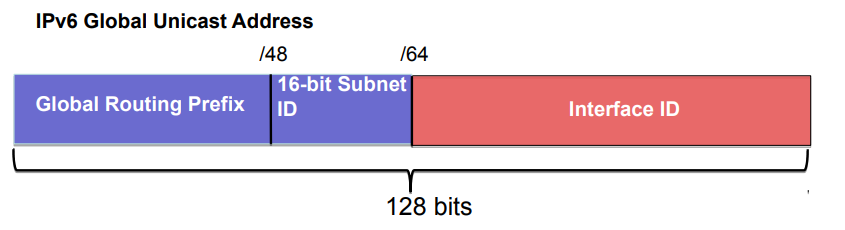 IPv6 Global Unicast Address
/48
/64
Global Routing Prefix
16-bit Subnet
ID
Interface ID
128 bits